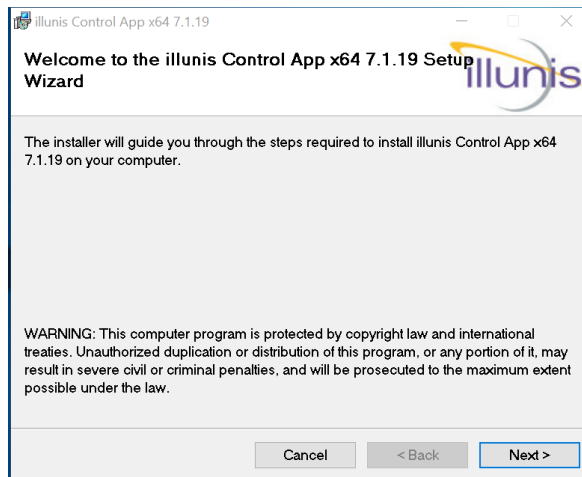 illunis Control App x64 7.1.19
Welcome to the illunis Control App x64 7.1.19 Setup
Wizard
illunis
The installer will guide you through the steps required to install illunis Control App x64
7.1.19 on your computer.
WARNING: This computer program is protected by copyright law and international
treaties. Unauthorized duplication or distribution of this program, or any portion of it, may
result in severe civil or criminal penalties, and will be prosecuted to the maximum extent
possible under the law.
Cancel < Back Next >